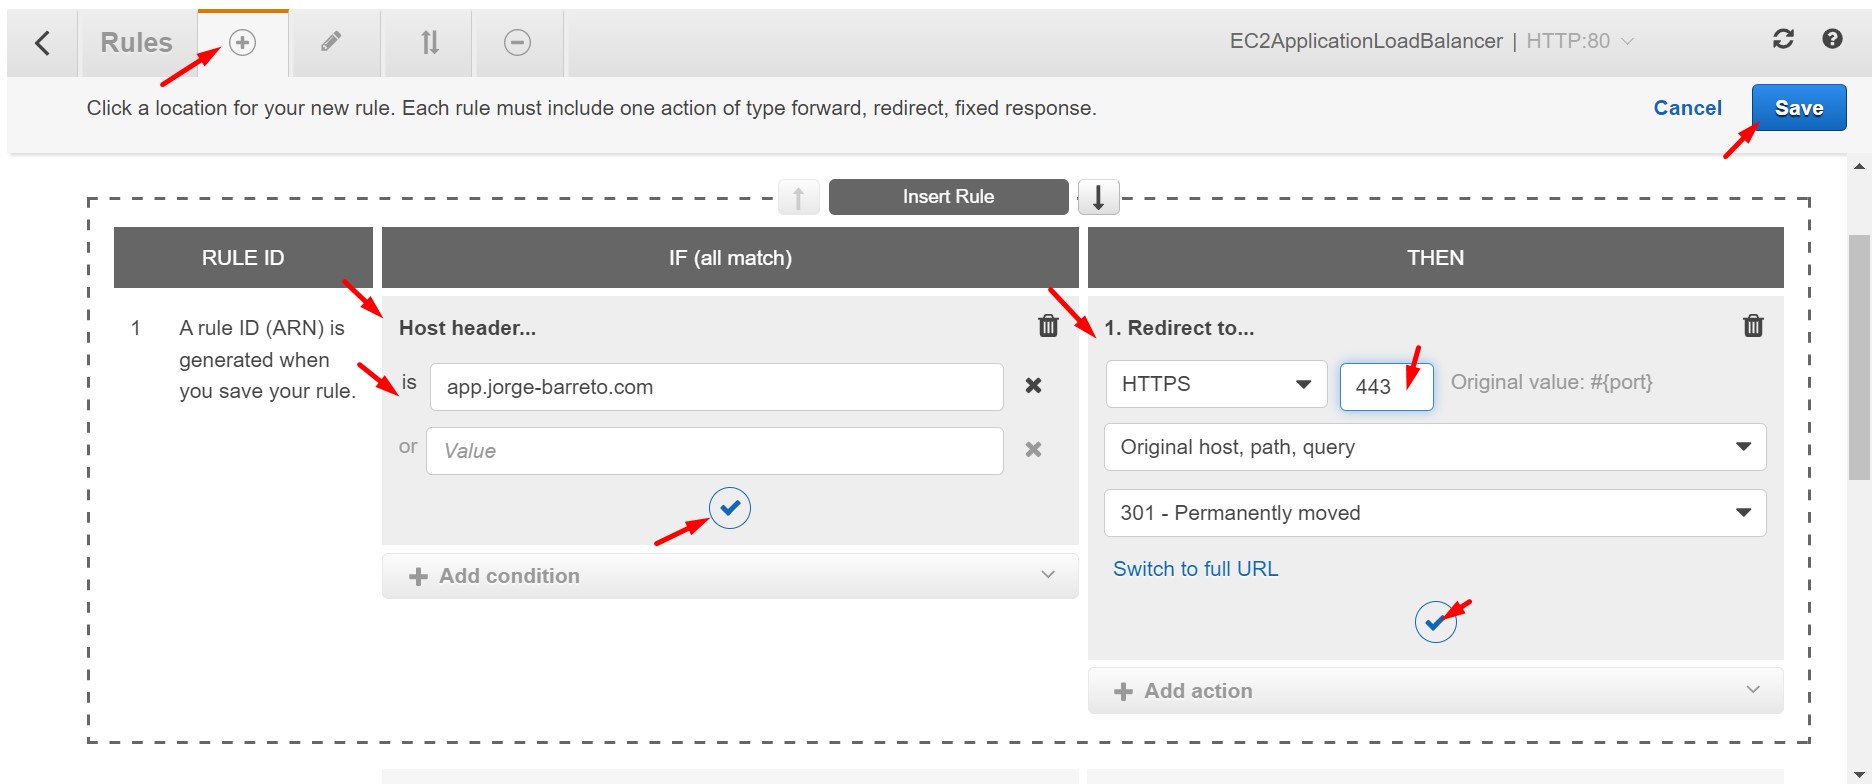 Rules
EC2ApplicationLoadBalancer | HTTP:80
Click a location for your new rule. Each rule must include one action of type forward, redirect, fixed response.
Cancel
Save
Insert Rule
RULE ID
IF (all match)
THEN
1
A rule ID (ARN) is
generated when
you save your rule.
Host header...
is
app.jorge-barreto.com
or
Value
Add condition
1. Redirect to...
HTTPS
443
Original value: #{port}
Original host, path, query
301 - Permanently moved
Switch to full URL
Add action